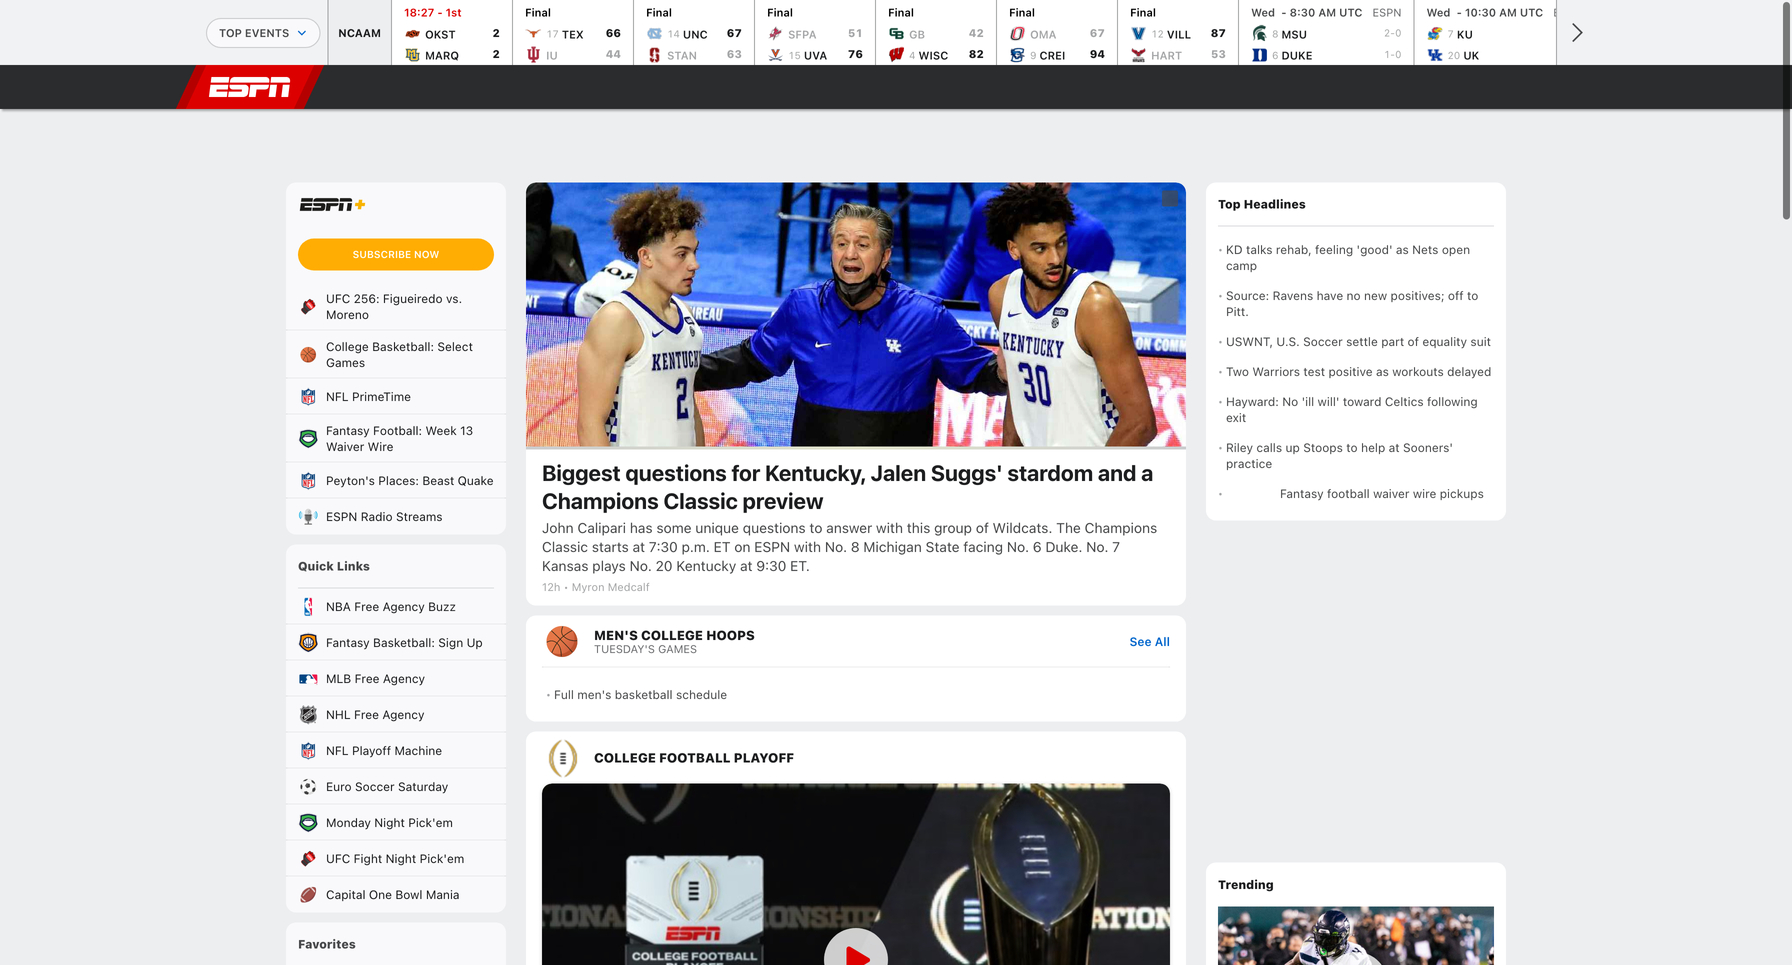 TOP EVENTS
NCAAM
18:27 - 1st
OKST 2
MARQ 2
Final
17 TEX 66
IU 44
Final
14 UNC 67
STAN 63
Final
SFPA 51
15 UVA 76
Final
GB 42
4 WISC 82
Final
OMA 67
9 CREI 94
Final
12 VILL 87
HART 53
Wed - 8:30 AM UTC ESPN
8 MSU 2-0
6 DUKE 1-0
Wed - 10:30 AM UTC
7 KU
20 UK
ESPN
ESPN+
SUBSCRIBE NOW
UFC 256: Figueiredo vs.
Moreno
College Basketball: Select
Games
NFL PrimeTime
Fantasy Football: Week 13
Waiver Wire
Peyton's Places: Beast Quake
ESPN Radio Streams
Quick Links
NBA Free Agency Buzz
Fantasy Basketball: Sign Up
MLB Free Agency
NHL Free Agency
NFL Playoff Machine
Euro Soccer Saturday
Monday Night Pick'em
UFC Fight Night Pick'em
Capital One Bowl Mania
Favorites
KENTUCKY
2
KENTUCKY
30
Biggest questions for Kentucky, Jalen Suggs' stardom and a
Champions Classic preview
John Calipari has some unique questions to answer with this group of Wildcats. The Champions
Classic starts at 7:30 p.m. ET on ESPN with No. 8 Michigan State facing No. 6 Duke. No. 7
Kansas plays No. 20 Kentucky at 9:30 ET.
12h • Myron Medcalf
MEN'S COLLEGE HOOPS
TUESDAY'S GAMES
See All
Full men's basketball schedule
COLLEGE FOOTBALL PLAYOFF
ESPN
COLLEGE FOOTBALL
Top Headlines
KD talks rehab, feeling 'good' as Nets open
camp
Source: Ravens have no new positives; off to
Pitt.
USWNT, U.S. Soccer settle part of equality suit
Two Warriors test positive as workouts delayed
Hayward: No 'ill will' toward Celtics following
exit
Riley calls up Stoops to help at Sooners'
practice
Fantasy football waiver wire pickups
Trending